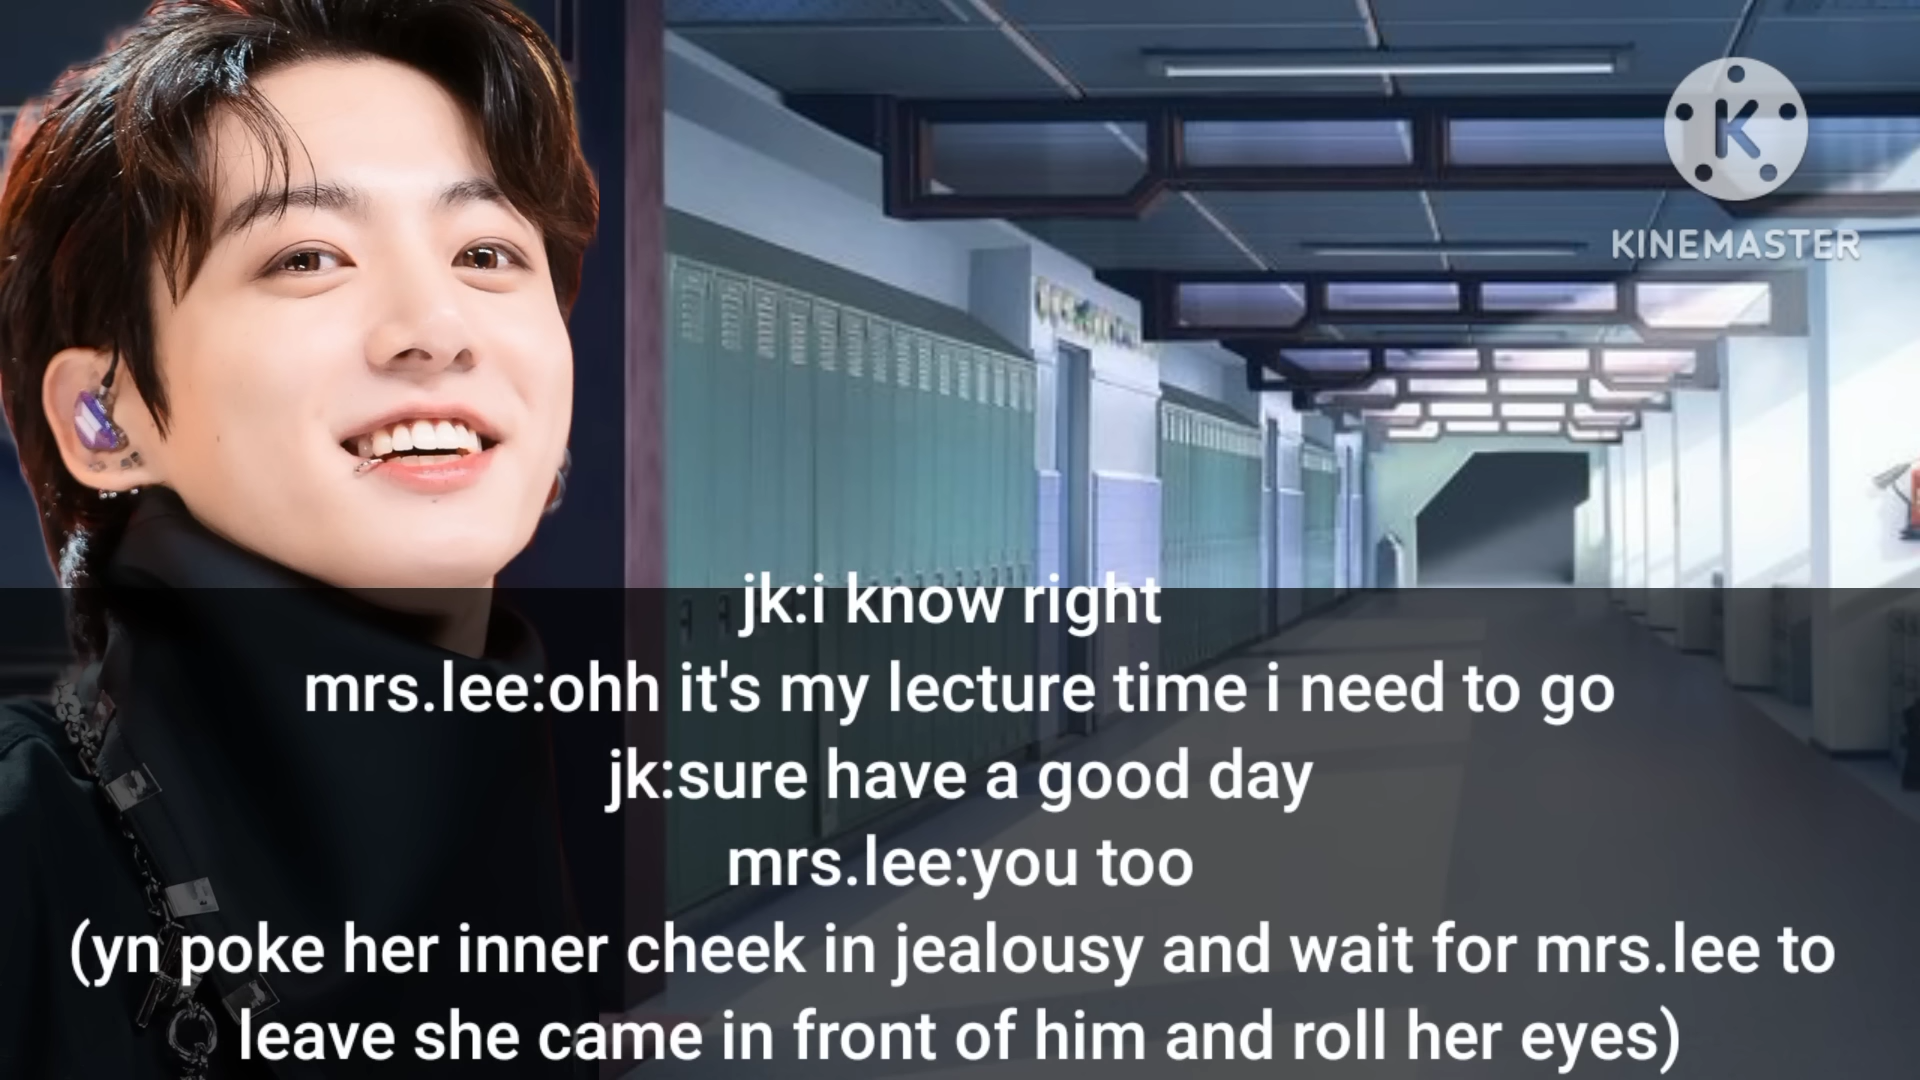 K
KINEMASTER
jk:i know right
mrs.lee:ohh it's my lecture time i need to go
jk:sure have a good day
mrs.lee:you too
(yn poke her inner cheek in jealousy and wait for mrs.lee to
leave she came in front of him and roll her eyes)